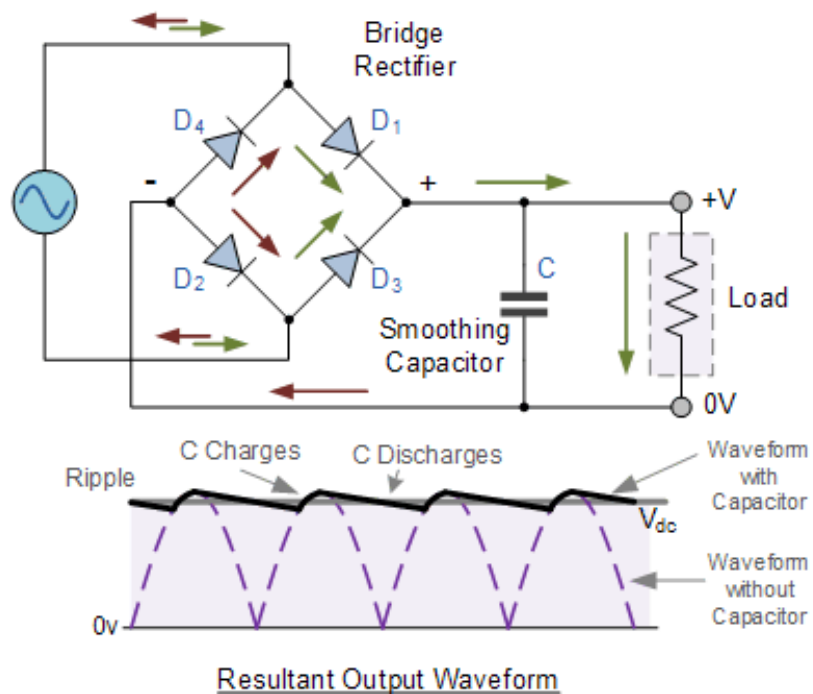 Bridge
Rectifier
D4
D1
-
+
+V
D2
D3
C
Load
Smoothing
Capacitor
0V
C Charges
C Discharges
Waveform
with
Capacitor
Ripple
Vdc
Waveform
without
Capacitor
0v
Resultant Output Waveform